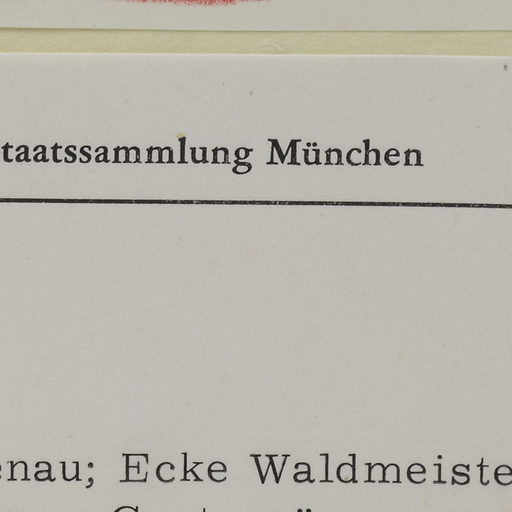 taatssammlung München
enau; Ecke Waldmeiste